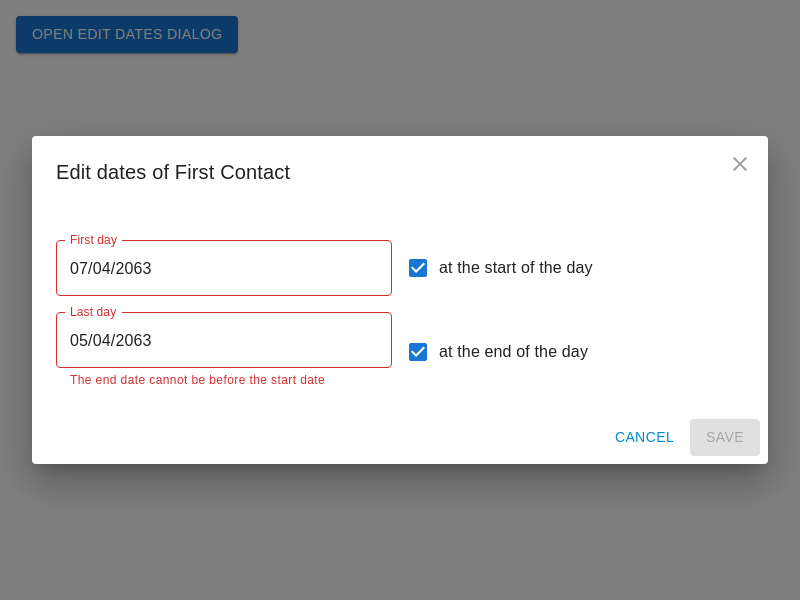 OPEN EDIT DATES DIALOG
Edit dates of First Contact
First day
07/04/2063
at the start of the day
Last day
05/04/2063
at the end of the day
The end date cannot be before the start date
CANCEL
SAVE